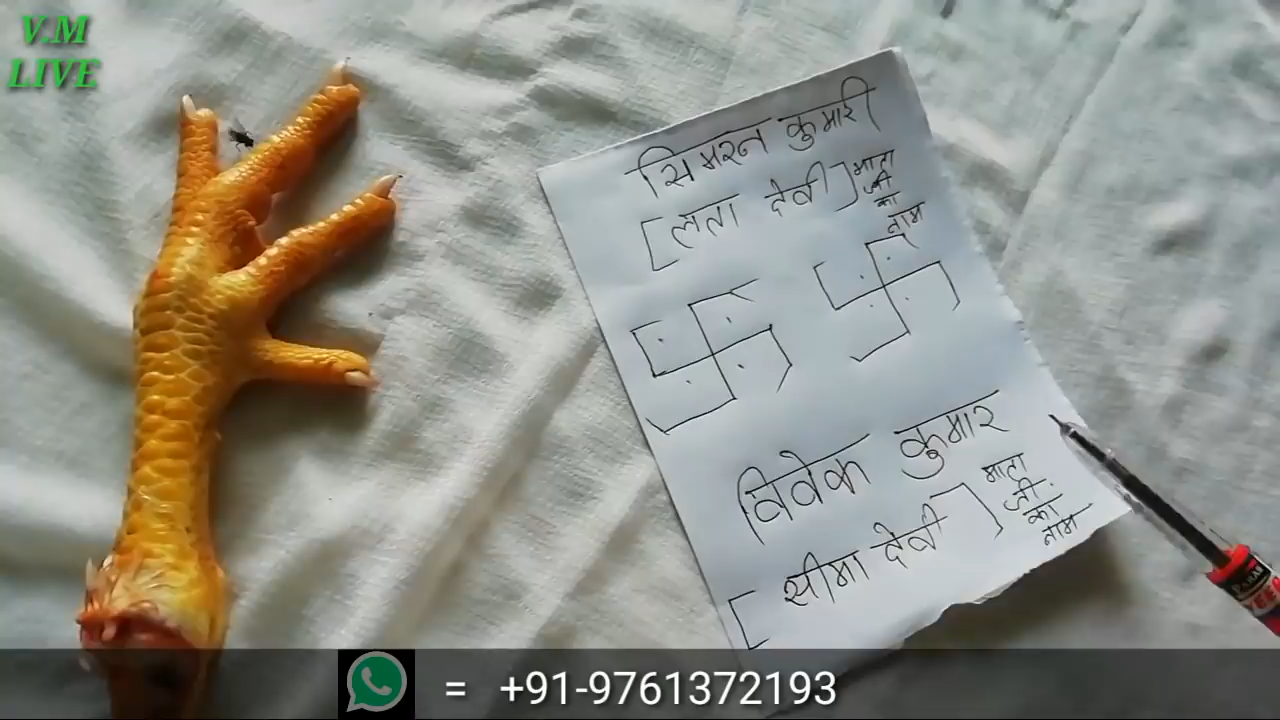 V.M
LIVE
सिमरन कुमारी
[लता देवी] माता
जी
का
नाम
विवेक कुमार
[सीमा देवी] माता
जी
का
नाम
= +91-9761372193